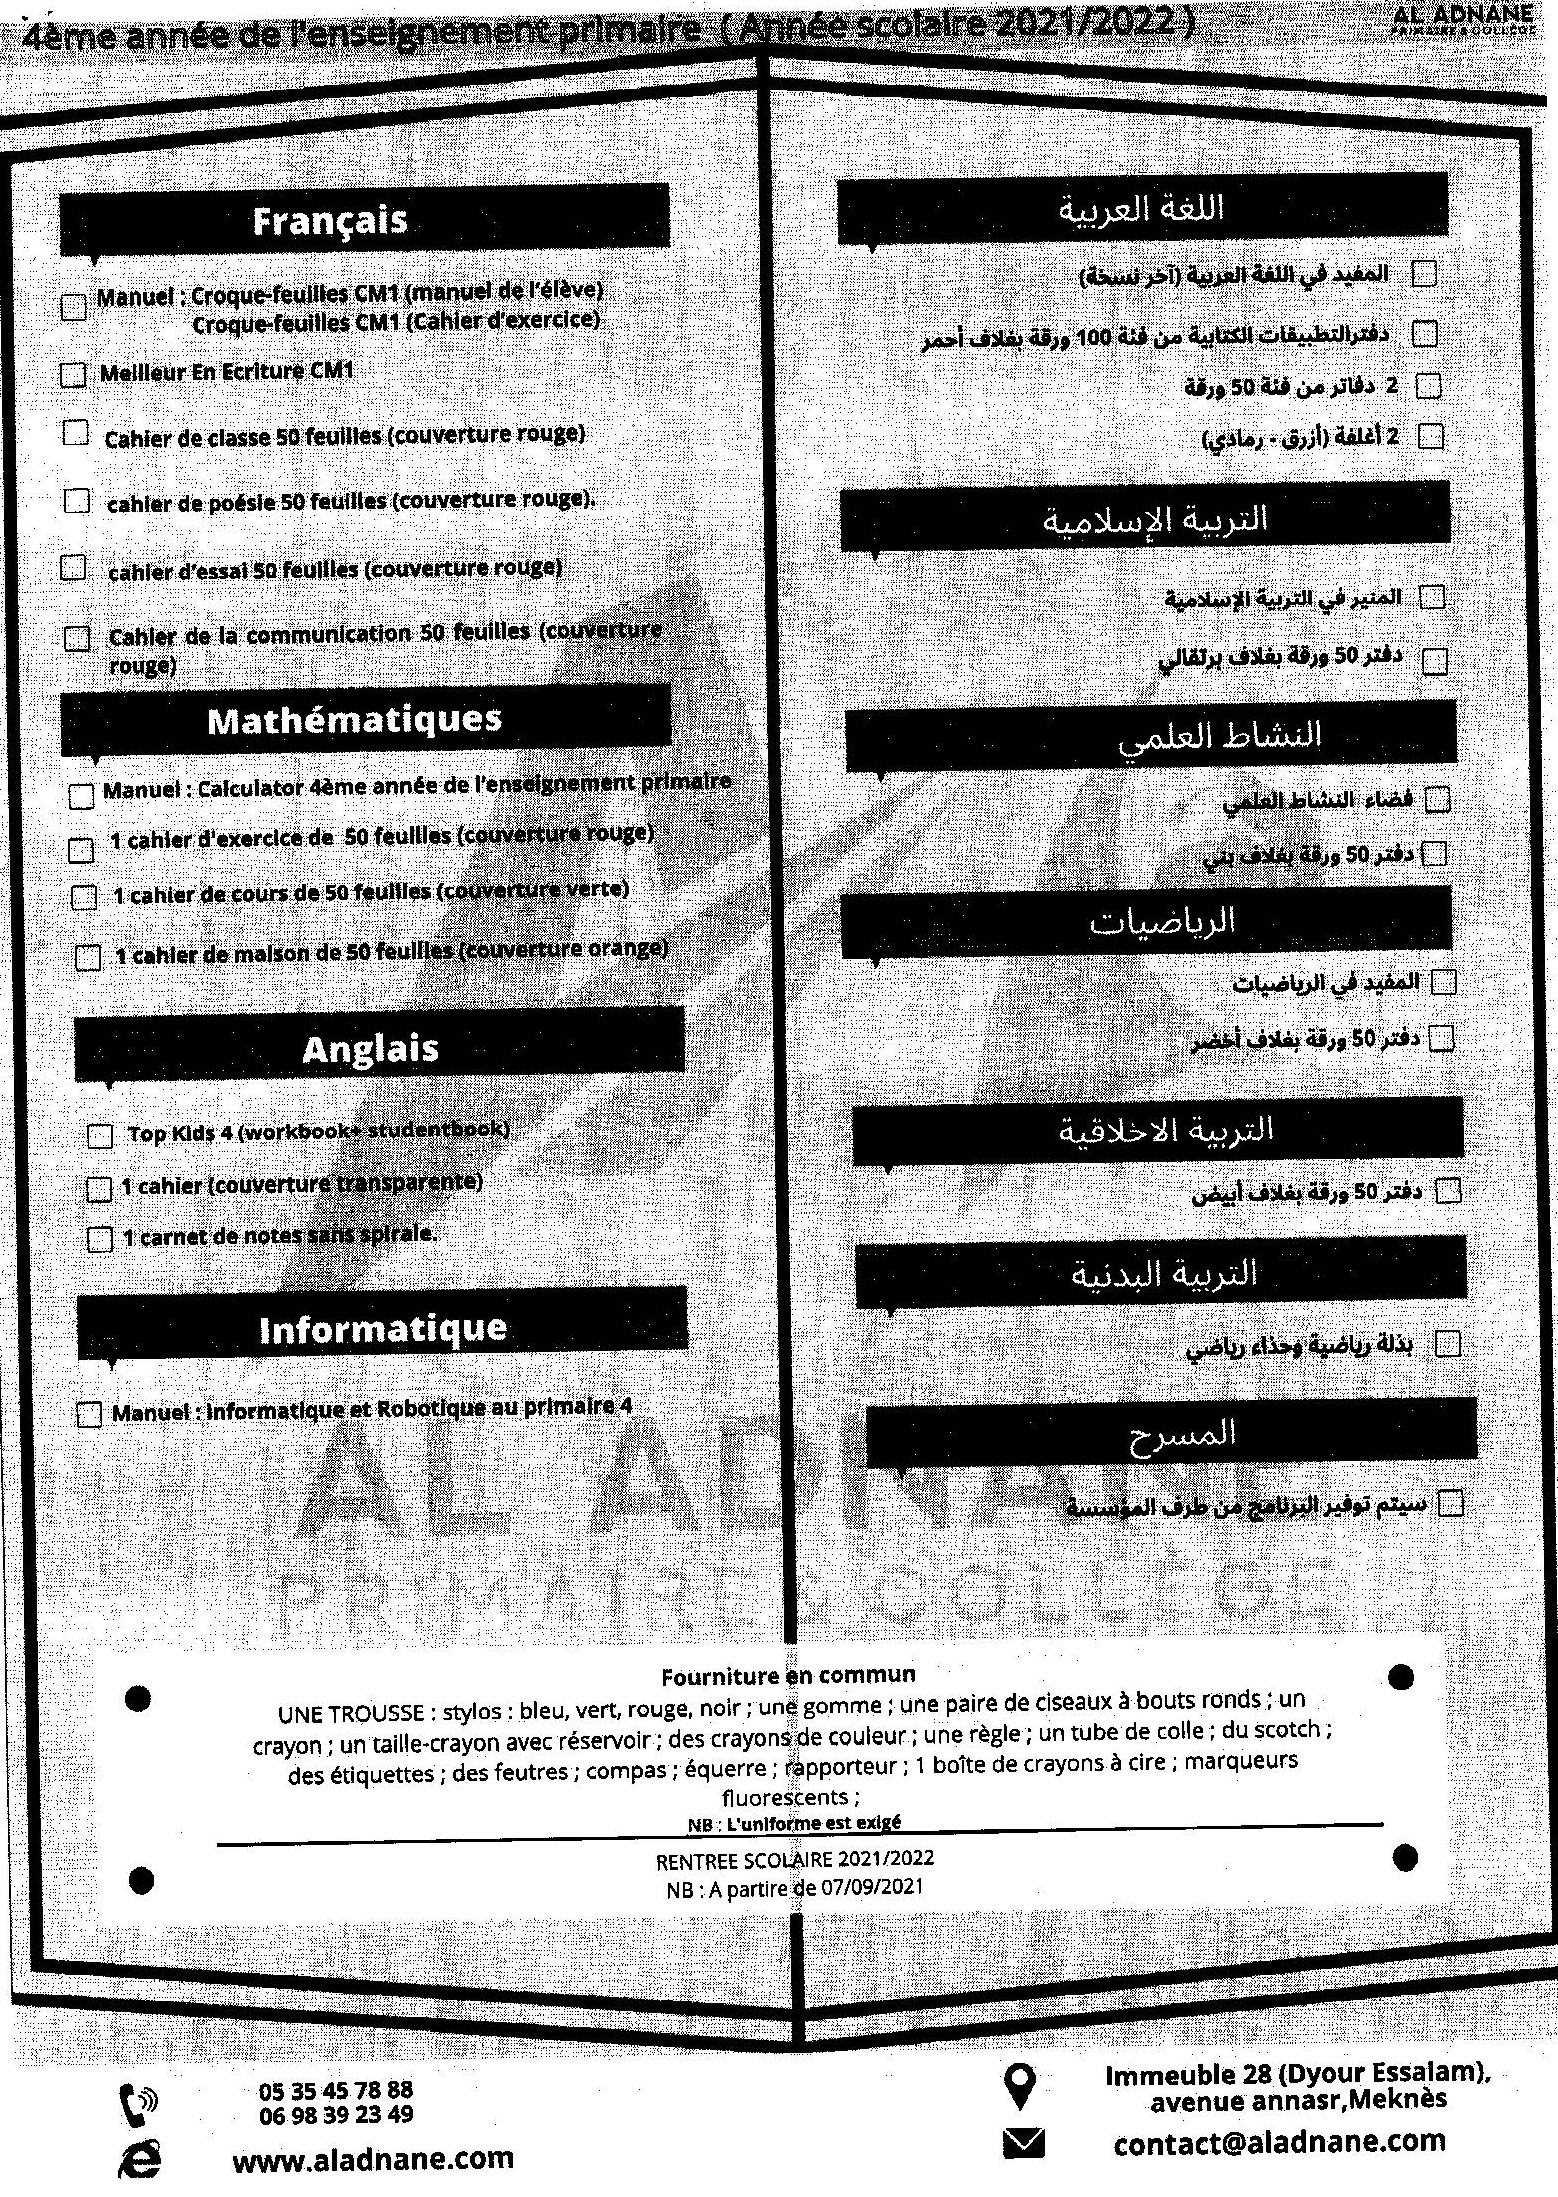 4ème année de l'enseignement primaire ( Année scolaire 2021/2022 )
AL ADNANE
PRIMAIRE & COLLÈGE
Français
Manuel : Croque-feuilles CM1 (manuel de l'élève)
Croque-feuilles CM1 (Cahier d'exercice)
Meilleur En Ecriture CM1
Cahier de classe 50 feuilles (couverture rouge)
cahier de poésie 50 feuilles (couverture rouge).
cahier d'essai 50 feuilles (couverture rouge)
Cahier de la communication 50 feuilles (couverture
rouge)
Mathématiques
Manuel : Calculator 4ème année de l'enseignement primaire
1 cahier d'exercice de 50 feuilles (couverture rouge)
1 cahier de cours de 50 feuilles (couverture verte)
1 cahier de maison de 50 feuilles (couverture orange)
Anglais
Top Kids 4 (workbook+ studentbook)
1 cahier (couverture transparente)
1 carnet de notes sans spirale.
Informatique
Manuel : Informatique et Robotique au primaire 4
اللغة العربية
المفيد في اللغة العربية (آخر نسخة)
دفترالتطبيقات الكتابية من فئة 100 ورقة بغلاف أحمر
2 دفاتر من فئة 50 ورقة
2 أغلفة (أزرق - رمادي)
التربية الإسلامية
المنير في التربية الإسلامية
دفتر 50 ورقة بغلاف برتقالي
النشاط العلمي
فضاء النشاط العلمي
دفتر 50 ورقة بغلاف بني
الرياضيات
المفيد في الرياضيات
دفتر 50 ورقة بغلاف أخضر
التربية الاخلاقية
دفتر 50 ورقة بغلاف أبيض
التربية البدنية
بذلة رياضية وحذاء رياضي
المسرح
سيتم توفير البرنامج من طرف المؤسسة
AL ADNANE
PRIMAIRE & COLLÈGE
Fourniture en commun
UNE TROUSSE : stylos : bleu, vert, rouge, noir ; une gomme ; une paire de ciseaux à bouts ronds ; un
crayon ; un taille-crayon avec réservoir ; des crayons de couleur ; une règle ; un tube de colle ; du scotch ;
des étiquettes ; des feutres ; compas ; équerre ; rapporteur ; 1 boîte de crayons à cire ; marqueurs
fluorescents ;
NB : L'uniforme est exigé
RENTREE SCOLAIRE 2021/2022
NB : A partire de 07/09/2021
05 35 45 78 88
06 98 39 23 49
www.aladnane.com
Immeuble 28 (Dyour Essalam),
avenue annasr,Meknès
contact@aladnane.com